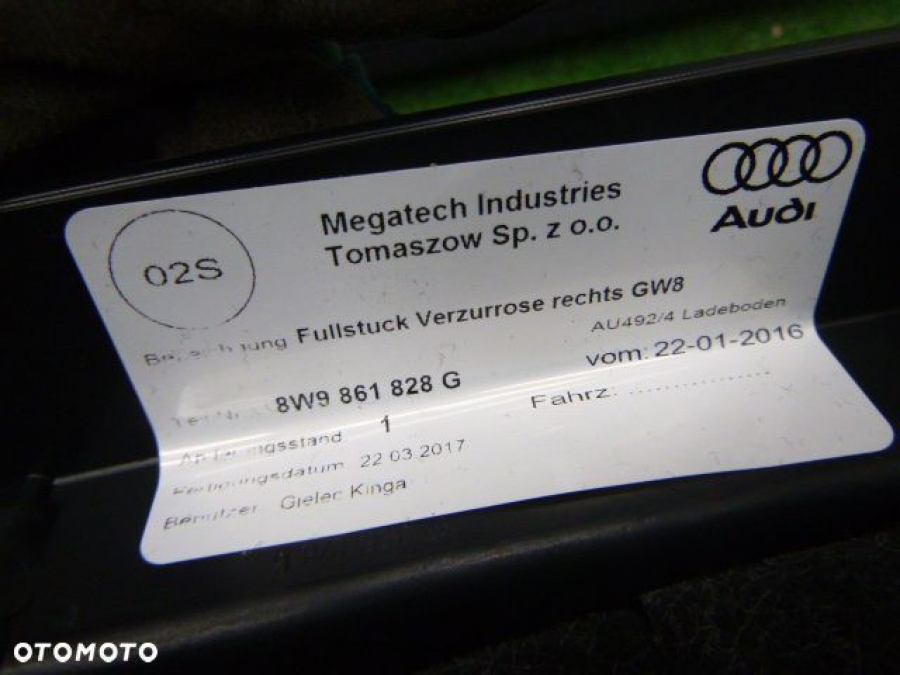 Megatech Industries
Tomaszow Sp. z o.o.
Audi
02S
Fullstuck Verzurrose rechts GW8
AU492/4 Ladeboden
8W9 861 828 G
vom: 22-01-2016
1
Fahrz:
22.03.2017
Benutzer Gielec Kinga
OTOMOTO